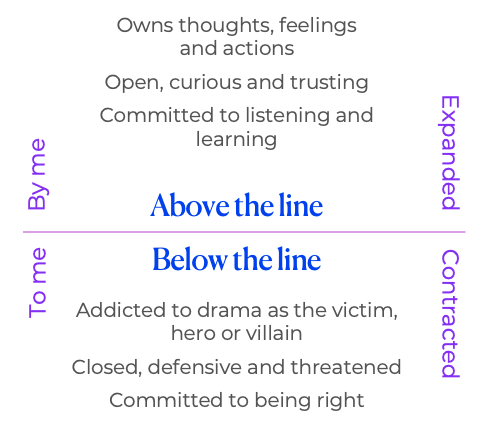 Owns thoughts, feelings
and actions
Open, curious and trusting
Committed to listening and
learning
By me
Expanded
Above the line
Below the line
To me
Contracted
Addicted to drama as the victim,
hero or villain
Closed, defensive and threatened
Committed to being right